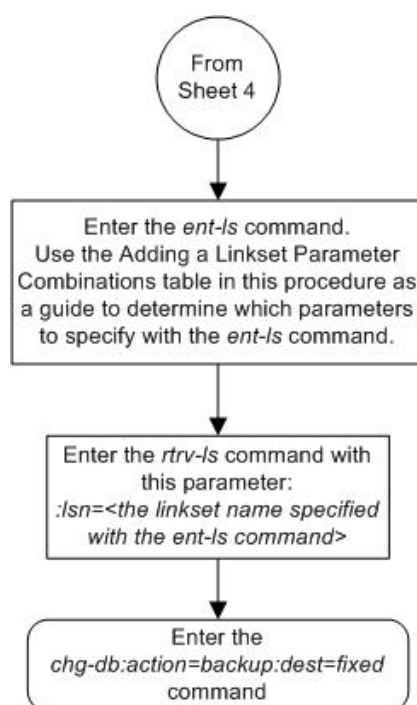 From
Sheet 4
Enter the ent-ls command.
Use the Adding a Linkset Parameter
Combinations table in this procedure as
a guide to determine which parameters
to specify with the ent-ls command.
Enter the rtrv-ls command with
this parameter:
:lsn=<the linkset name specified
with the ent-ls command>
Enter the
chg-db:action=backup:dest=fixed
command